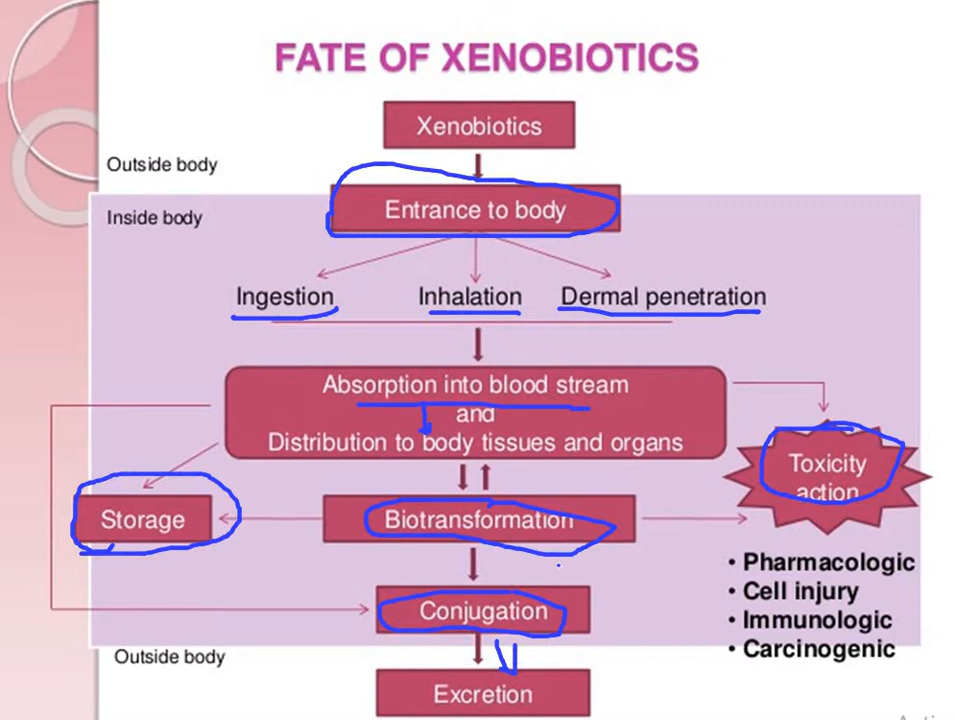 FATE OF XENOBIOTICS
Xenobiotics
Outside body
Entrance to body
Inside body
Ingestion
Inhalation
Dermal penetration
Absorption into blood stream
and
Distribution to body tissues and organs
Toxicity
action
Storage
Biotransformation
• Pharmacologic
• Cell injury
• Immunologic
• Carcinogenic
Conjugation
Outside body
Excretion